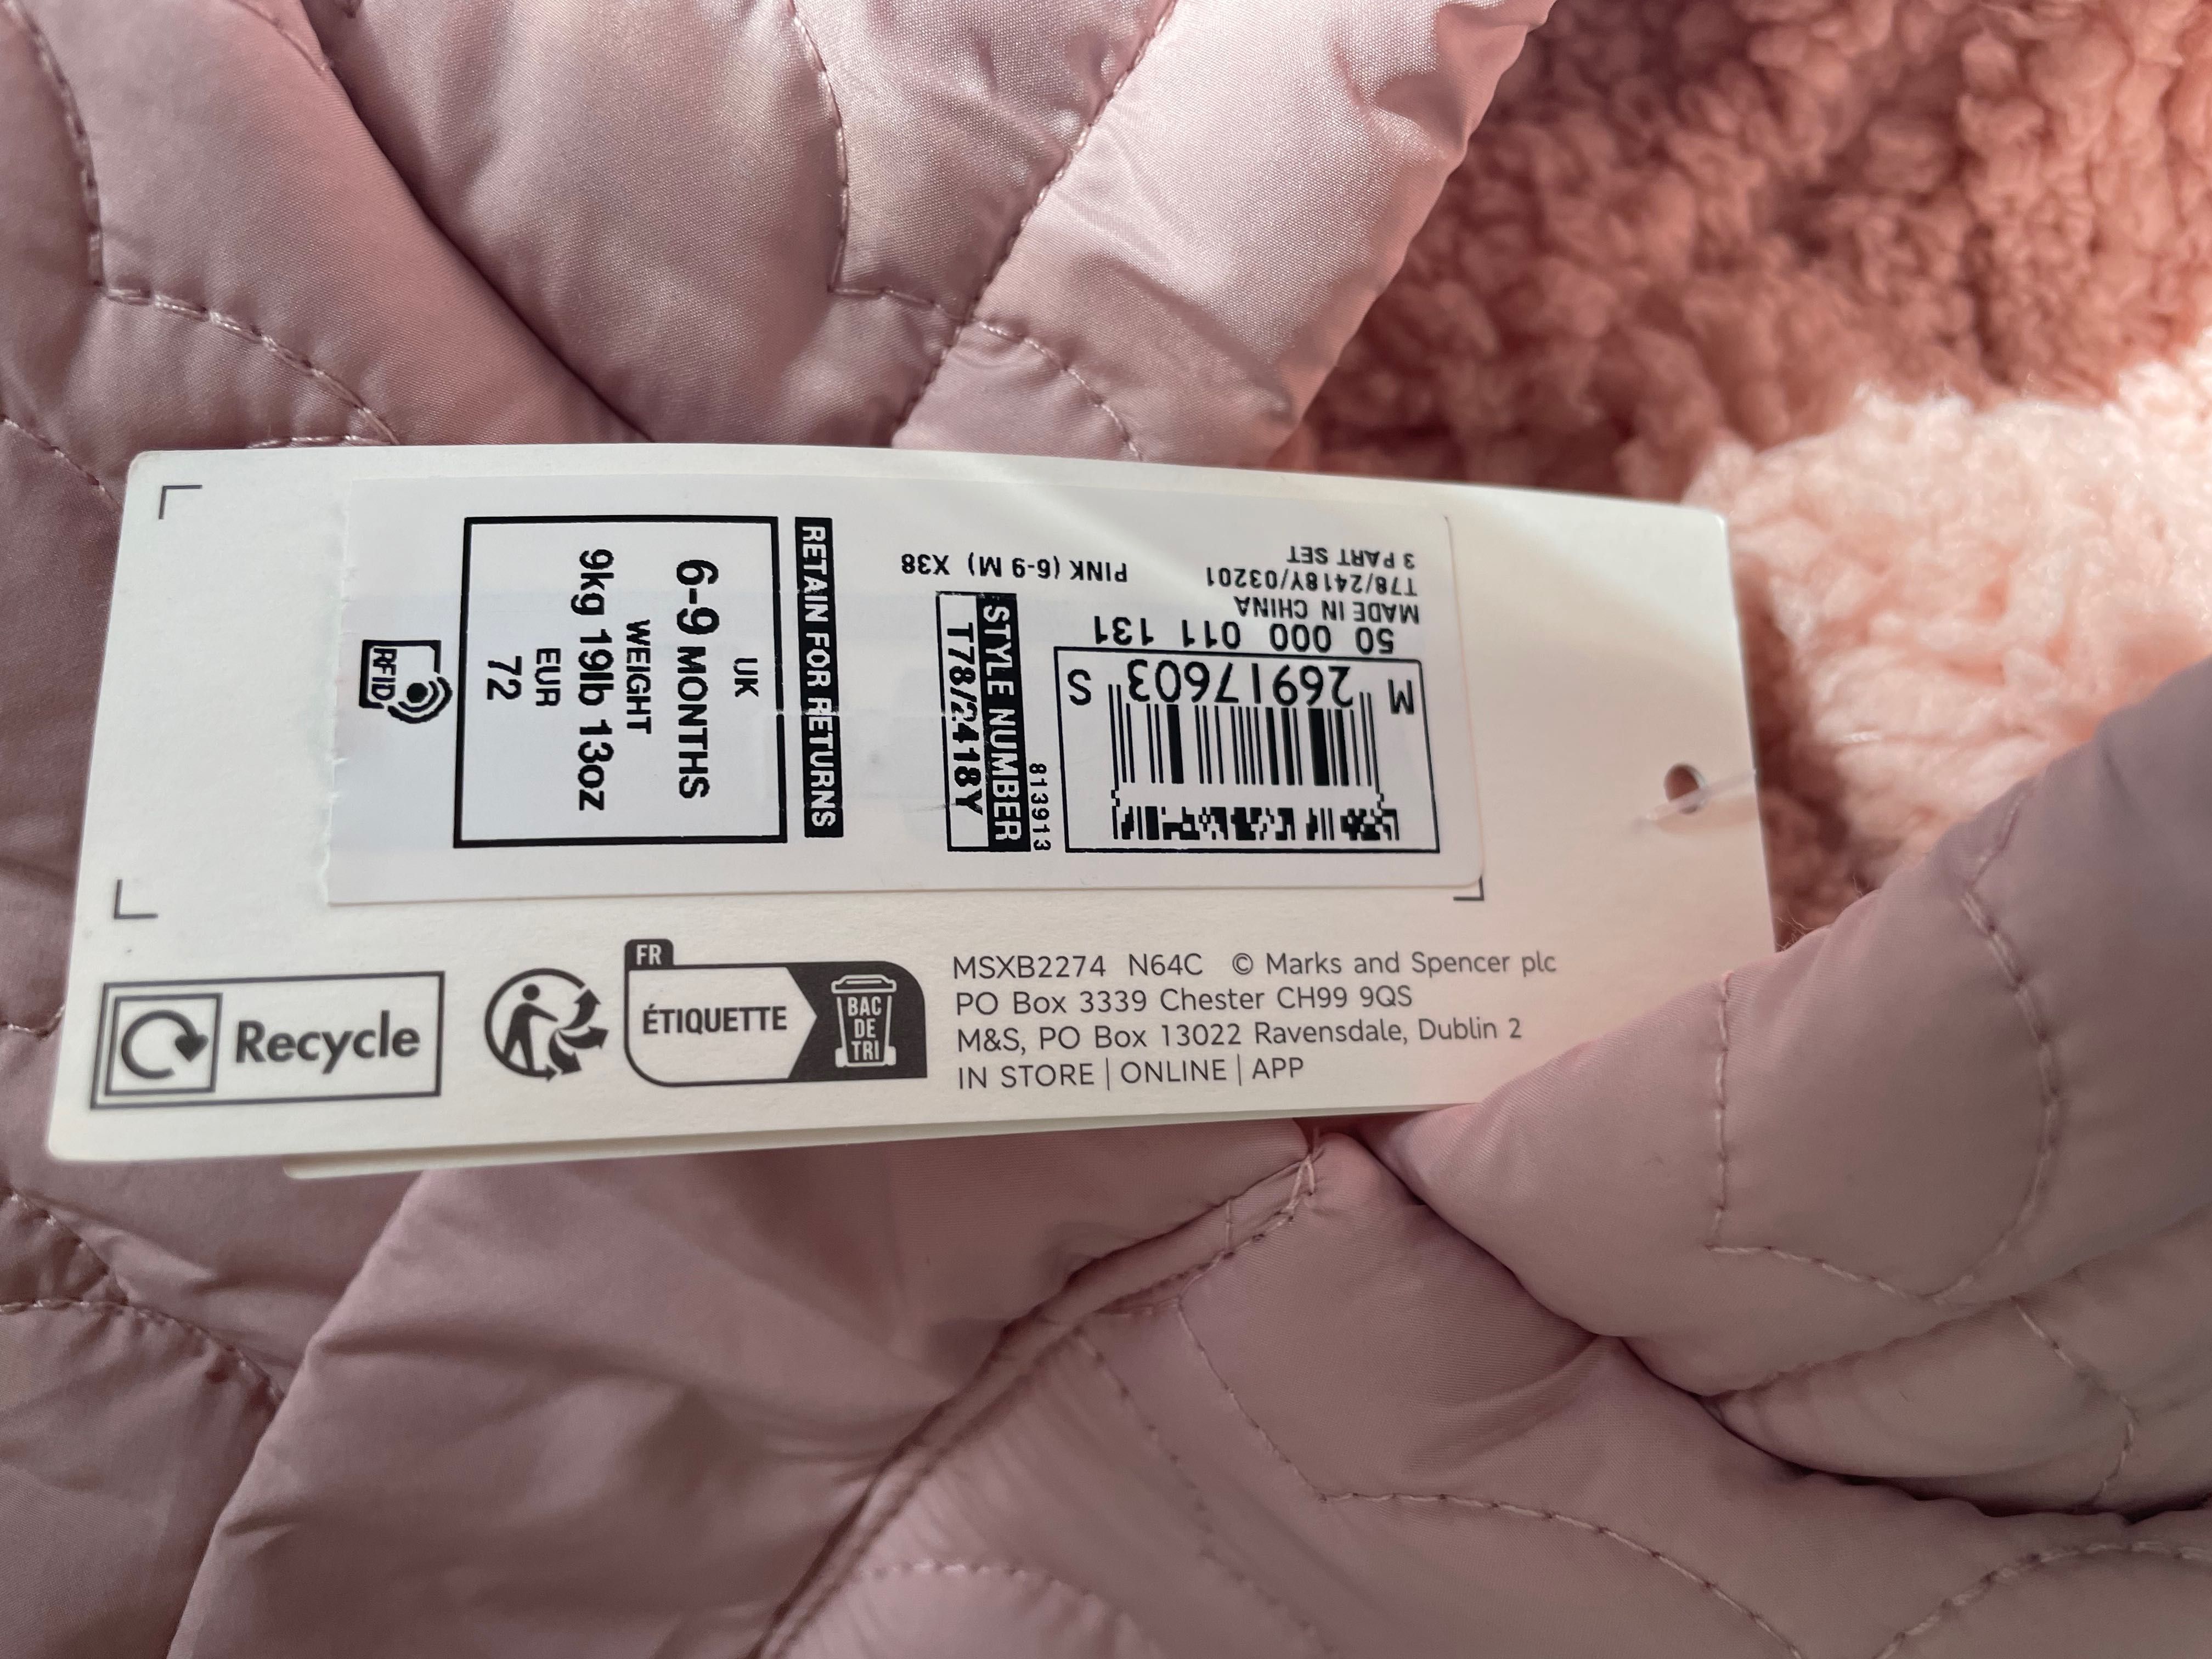 3 PART SET
T78/2418Y/03201
MADE IN CHINA
PINK (6-9 M) X38
50 000 011 131
M 26917603 S
813913
STYLE NUMBER
T78/2418Y
RETAIN FOR RETURNS
UK
6-9 MONTHS
WEIGHT
9kg 19lb 13oz
EUR
72
RFID
Recycle
FR
ÉTIQUETTE
BAC
DE
TRI
MSXB2274 N64C © Marks and Spencer plc
PO Box 3339 Chester CH99 9QS
M&S, PO Box 13022 Ravensdale, Dublin 2
IN STORE | ONLINE | APP